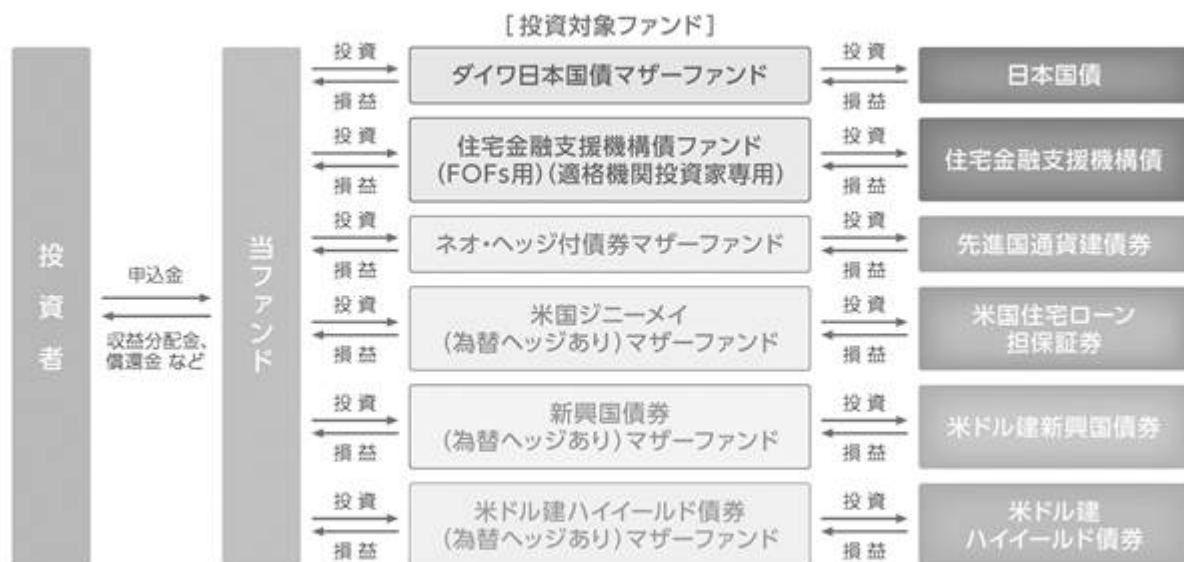 [投資対象ファンド]
投資者
申込金
収益分配金、
償還金 など
当ファンド
投資
損益
ダイワ日本国債マザーファンド
投資
損益
日本国債
投資
損益
住宅金融支援機構債ファンド
(FOFs用)(適格機関投資家専用)
投資
損益
住宅金融支援機構債
投資
損益
ネオ・ヘッジ付債券マザーファンド
投資
損益
先進国通貨建債券
投資
損益
米国ジニーメイ
(為替ヘッジあり)マザーファンド
投資
損益
米国住宅ローン
担保証券
投資
損益
新興国債券
(為替ヘッジあり)マザーファンド
投資
損益
米ドル建新興国債券
投資
損益
米ドル建ハイイールド債券
(為替ヘッジあり)マザーファンド
投資
損益
米ドル建
ハイイールド債券